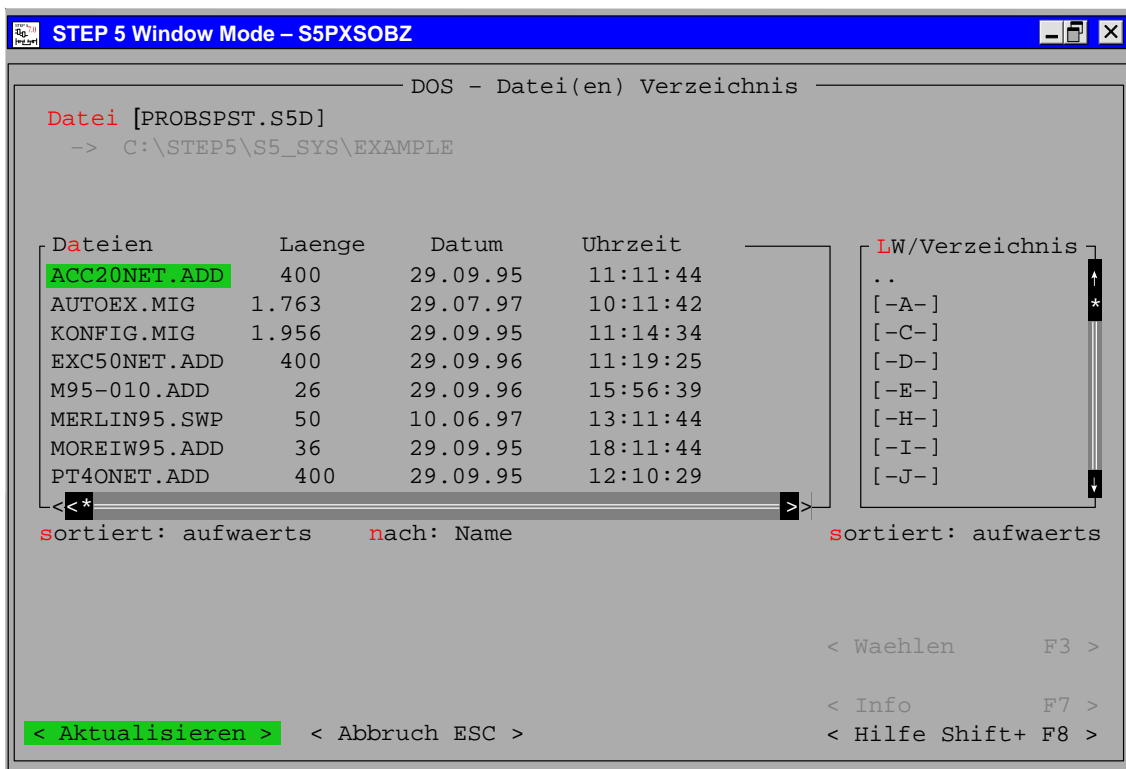 STEP 5 Window Mode – S5PXSOBZ
DOS – Datei(en) Verzeichnis
Datei [PROBSPST.S5D]
–> C:\STEP5\S5_SYS\EXAMPLE
Dateien Laenge Datum Uhrzeit LW/Verzeichnis
ACC20NET.ADD 400 29.09.95 11:11:44 ..
AUTOEX.MIG 1.763 29.07.97 10:11:42 [–A–]
KONFIG.MIG 1.956 29.09.95 11:14:34 [–C–]
EXC50NET.ADD 400 29.09.96 11:19:25 [–D–]
M95–010.ADD 26 29.09.96 15:56:39 [–E–]
MERLIN95.SWP 50 10.06.97 13:11:44 [–H–]
MOREIW95.ADD 36 29.09.95 18:11:44 [–I–]
PT4ONET.ADD 400 29.09.95 12:10:29 [–J–]
sortiert: aufwaerts nach: Name sortiert: aufwaerts
< Waehlen F3 >
< Info F7 >
< Aktualisieren > < Abbruch ESC > < Hilfe Shift+ F8 >